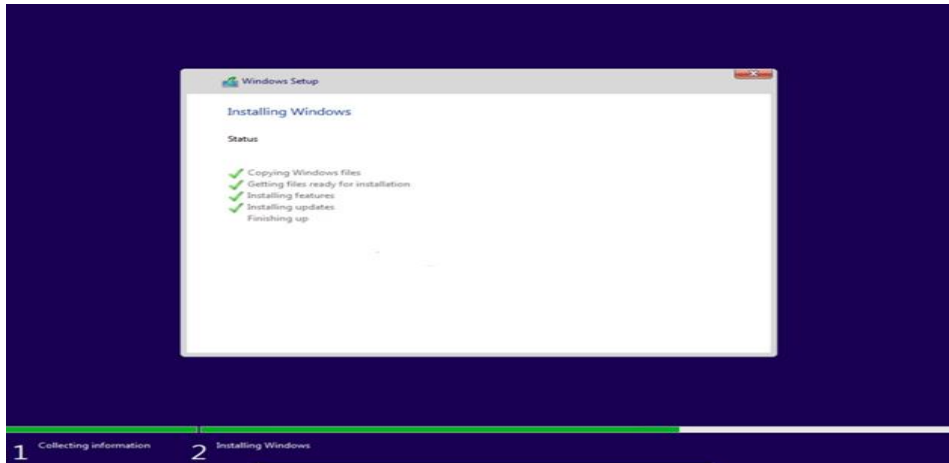 Windows Setup
Installing Windows
Status
Copying Windows files
Getting files ready for installation
Installing features
Installing updates
Finishing up
1 Collecting information
2 Installing Windows